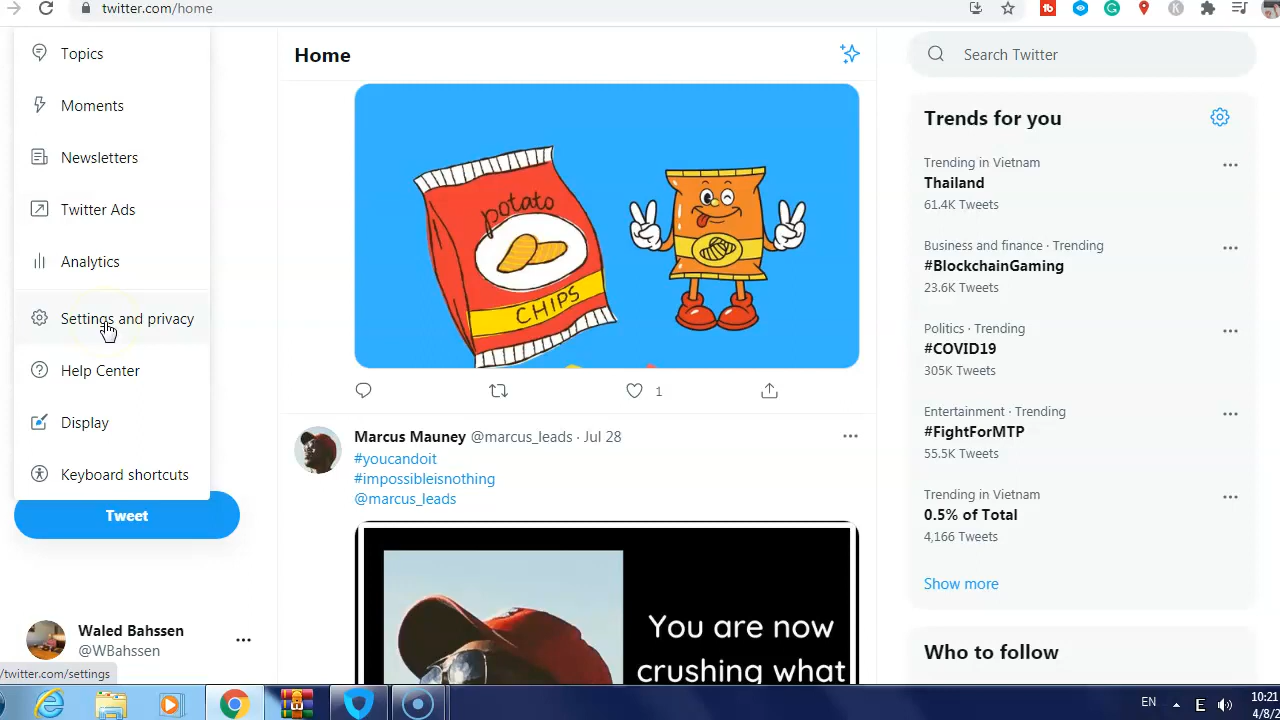 twitter.com/home
Topics
Moments
Newsletters
Twitter Ads
Analytics
Settings and privacy
Help Center
Display
Keyboard shortcuts
Tweet
Waled Bahssen
@WBahssen
/twitter.com/settings
Home
potato
CHIPS
1
Marcus Mauney @marcus_leads · Jul 28
#youcandoit
#impossibleisnothing
@marcus_leads
You are now
crushing what
Search Twitter
Trends for you
Trending in Vietnam
Thailand
61.4K Tweets
Business and finance · Trending
#BlockchainGaming
23.6K Tweets
Politics · Trending
#COVID19
305K Tweets
Entertainment · Trending
#FightForMTP
55.5K Tweets
Trending in Vietnam
0.5% of Total
4,166 Tweets
Show more
Who to follow
EN
E
10:21
4/8/2